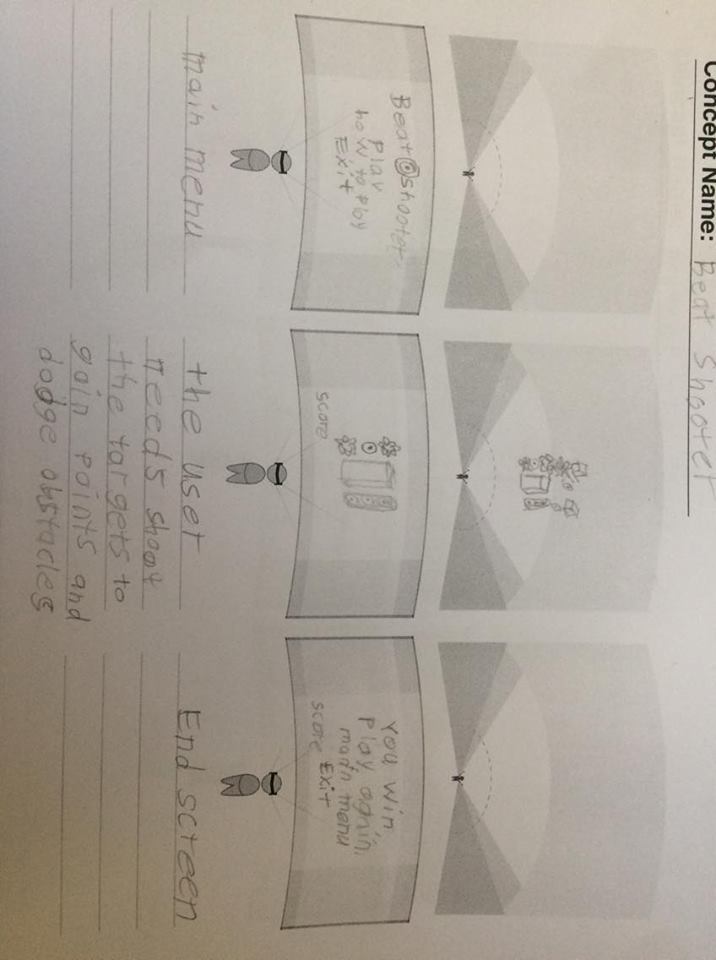 Concept Name: Beat Shooter
Beat shooter
Play
how to play
Exit
main menu
score
the user
needs shoot
the targets to
gain points and
dodge obstacles
You win
Play again
main menu
score Exit
End screen